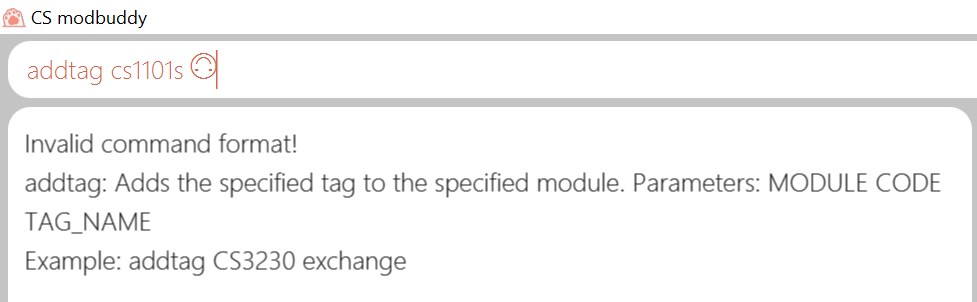 CS modbuddy
addtag cs1101s ☺
Invalid command format!
addtag: Adds the specified tag to the specified module. Parameters: MODULE CODE
TAG_NAME
Example: addtag CS3230 exchange